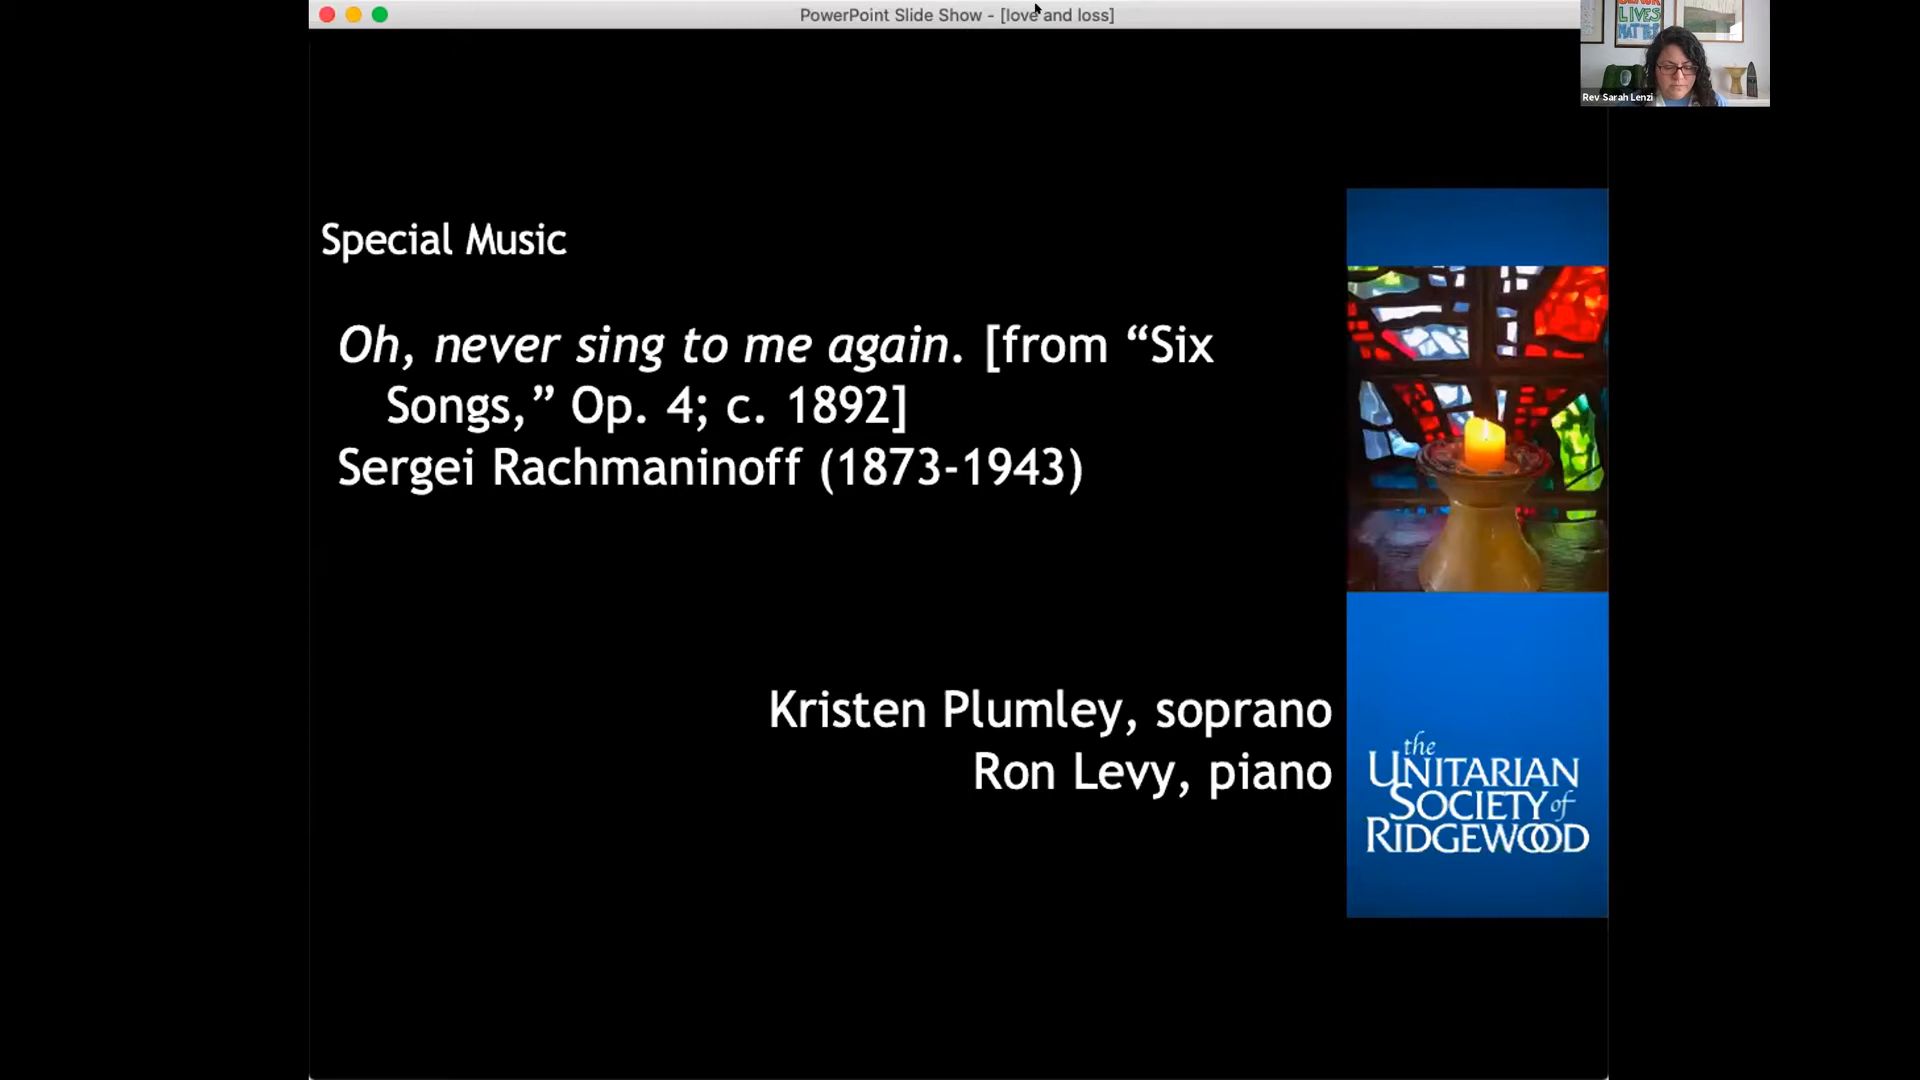 PowerPoint Slide Show - [love and loss]
LIVES
MATTER
Rev Sarah Lenzi
Special Music
Oh, never sing to me again. [from “Six
Songs,” Op. 4; c. 1892]
Sergei Rachmaninoff (1873-1943)
Kristen Plumley, soprano
Ron Levy, piano
the
UNITARIAN
SOCIETY of
RIDGEWOOD